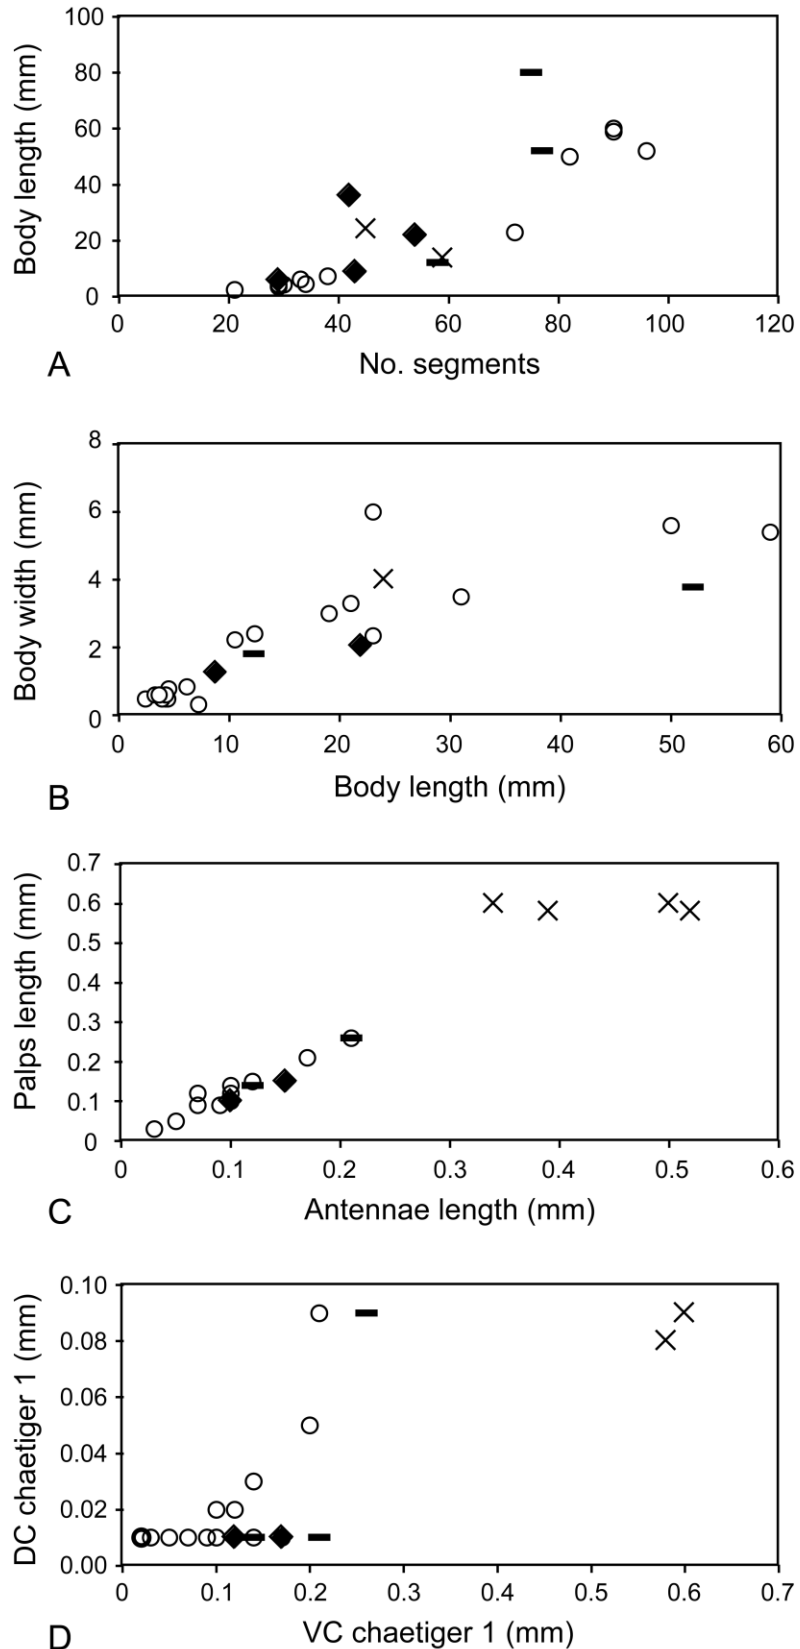 100
80
60
40
20
0
Body length (mm)
0 20 40 60 80 100 120
No. segments
A
8
6
4
2
0
Body width (mm)
0 10 20 30 40 50 60
Body length (mm)
B
0.7
0.6
0.5
0.4
0.3
0.2
0.1
0
Palps length (mm)
0 0.1 0.2 0.3 0.4 0.5 0.6
Antennae length (mm)
C
0.10
0.08
0.06
0.04
0.02
0.00
DC chaetiger 1 (mm)
0 0.1 0.2 0.3 0.4 0.5 0.6 0.7
VC chaetiger 1 (mm)
D